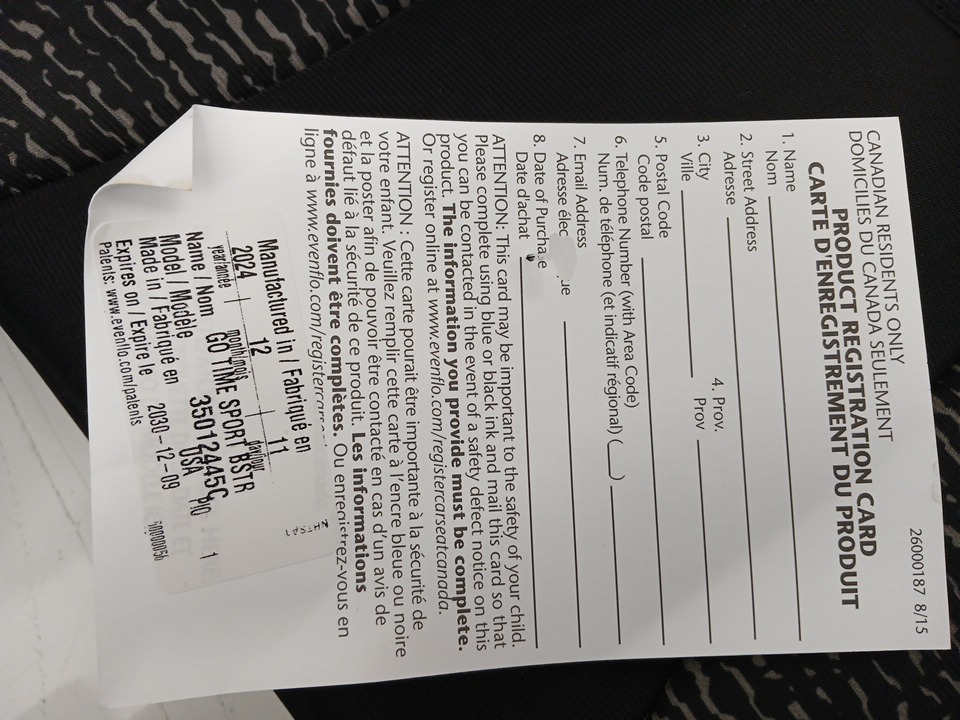 26000187 8/15
CANADIAN RESIDENTS ONLY
DOMICILIÉS DU CANADA SEULEMENT
PRODUCT REGISTRATION CARD
CARTE D'ENREGISTREMENT DU PRODUIT
1. Name
Nom
2. Street Address
Adresse
3. City
Ville
4. Prov.
Prov
5. Postal Code
Code postal
6. Telephone Number (with Area Code)
Num. de téléphone (et indicatif régional) (__)
7. Email Address
Adresse élec ue
8. Date of Purchase
Date d'achat
ATTENTION: This card may be important to the safety of your child.
Please complete using blue or black ink and mail this card so that
you can be contacted in the event of a safety defect notice on this
product. The information you provide must be complete.
Or register online at www.evenflo.com/registercarseatcanada.
ATTENTION : Cette carte pourait être importante à la sécurité de
votre enfant. Veuillez remplir cette carte à l'encre bleue ou noire
et la poster afin de pouvoir être contacté en cas d'un avis de
défaut lié à la sécurité de ce produit. Les informations
fournies doivent être complètes. Ou enregistrez-vous en
ligne à www.evenflo.com/registercarse
Manufactured in / Fabriqué en
2024 12 11
year/année month/mois day/jour
Name / Nom GO TIME SPORT BSTR
Model / Modèle 35012445C P10 1
Made in / Fabriqué en USA
Expires on / Expire le 2030-12-09
Patents: www.evenflo.com/patents